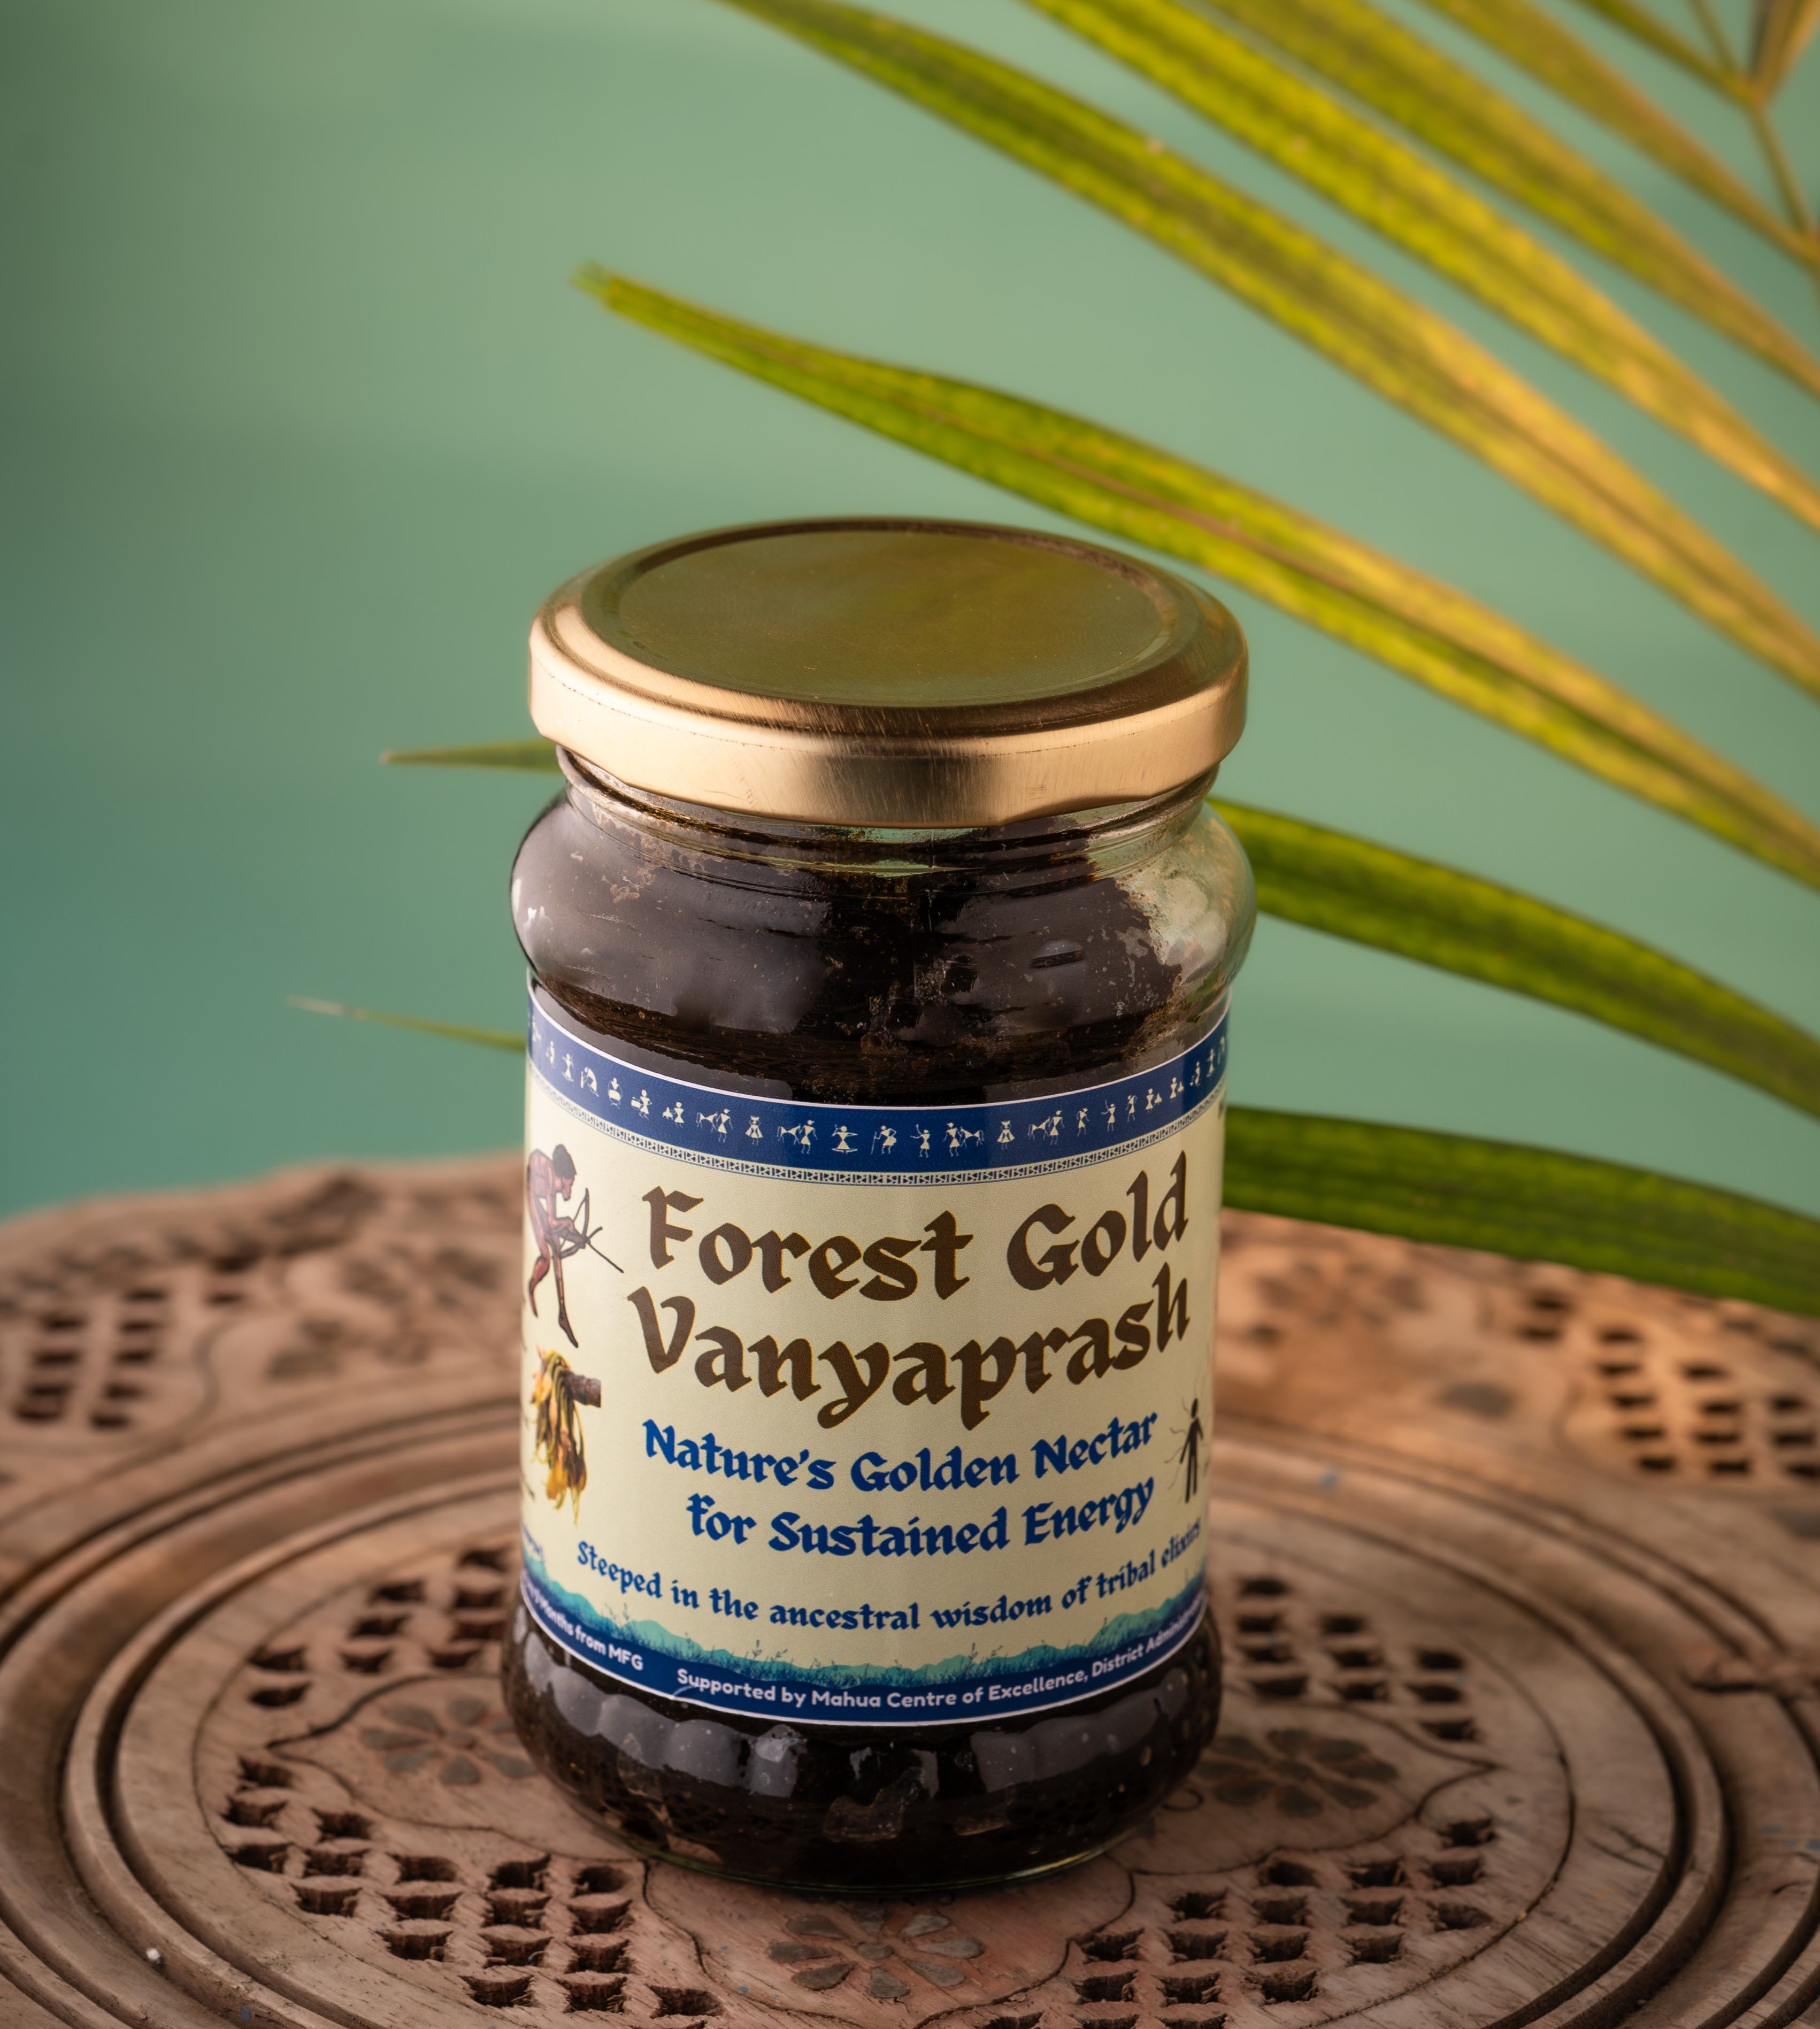 Forest Gold
Vanyaprash
Nature's Golden Nectar
for Sustained Energy
Steeped in the ancestral wisdom of tribal elixirs
Months from MFG Supported by Mahua Centre of Excellence, District